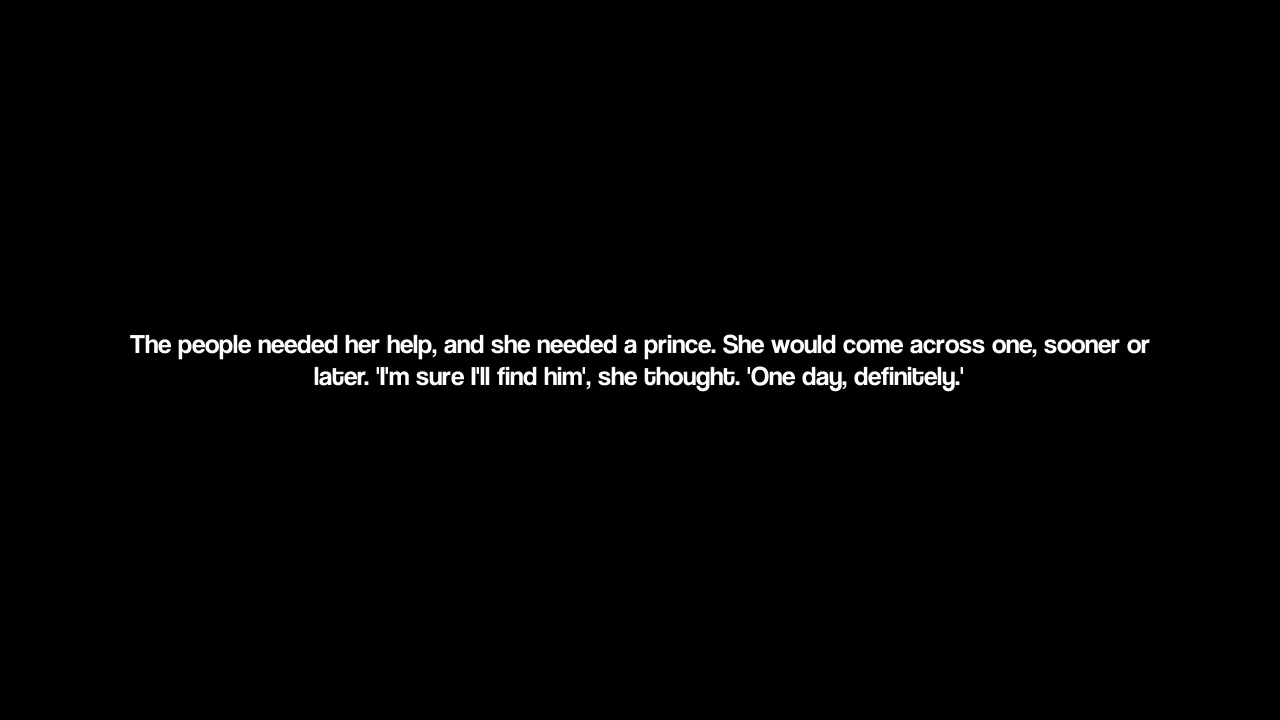 The people needed her help, and she needed a prince. She would come across one, sooner or
later. 'I'm sure I'll find him', she thought. 'One day, definitely.'